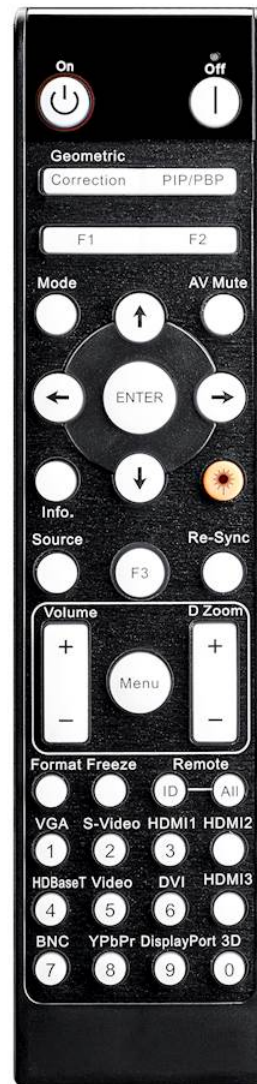 On Off
Geometric
Correction PIP/PBP
F1 F2
Mode AV Mute
ENTER
Info.
Source Re-Sync
F3
Volume D Zoom
+ +
Menu
− −
Format Freeze Remote
ID All
VGA S-Video HDMI1 HDMI2
1 2 3
HDBaseT Video DVI HDMI3
4 5 6
BNC YPbPr DisplayPort 3D
7 8 9 0